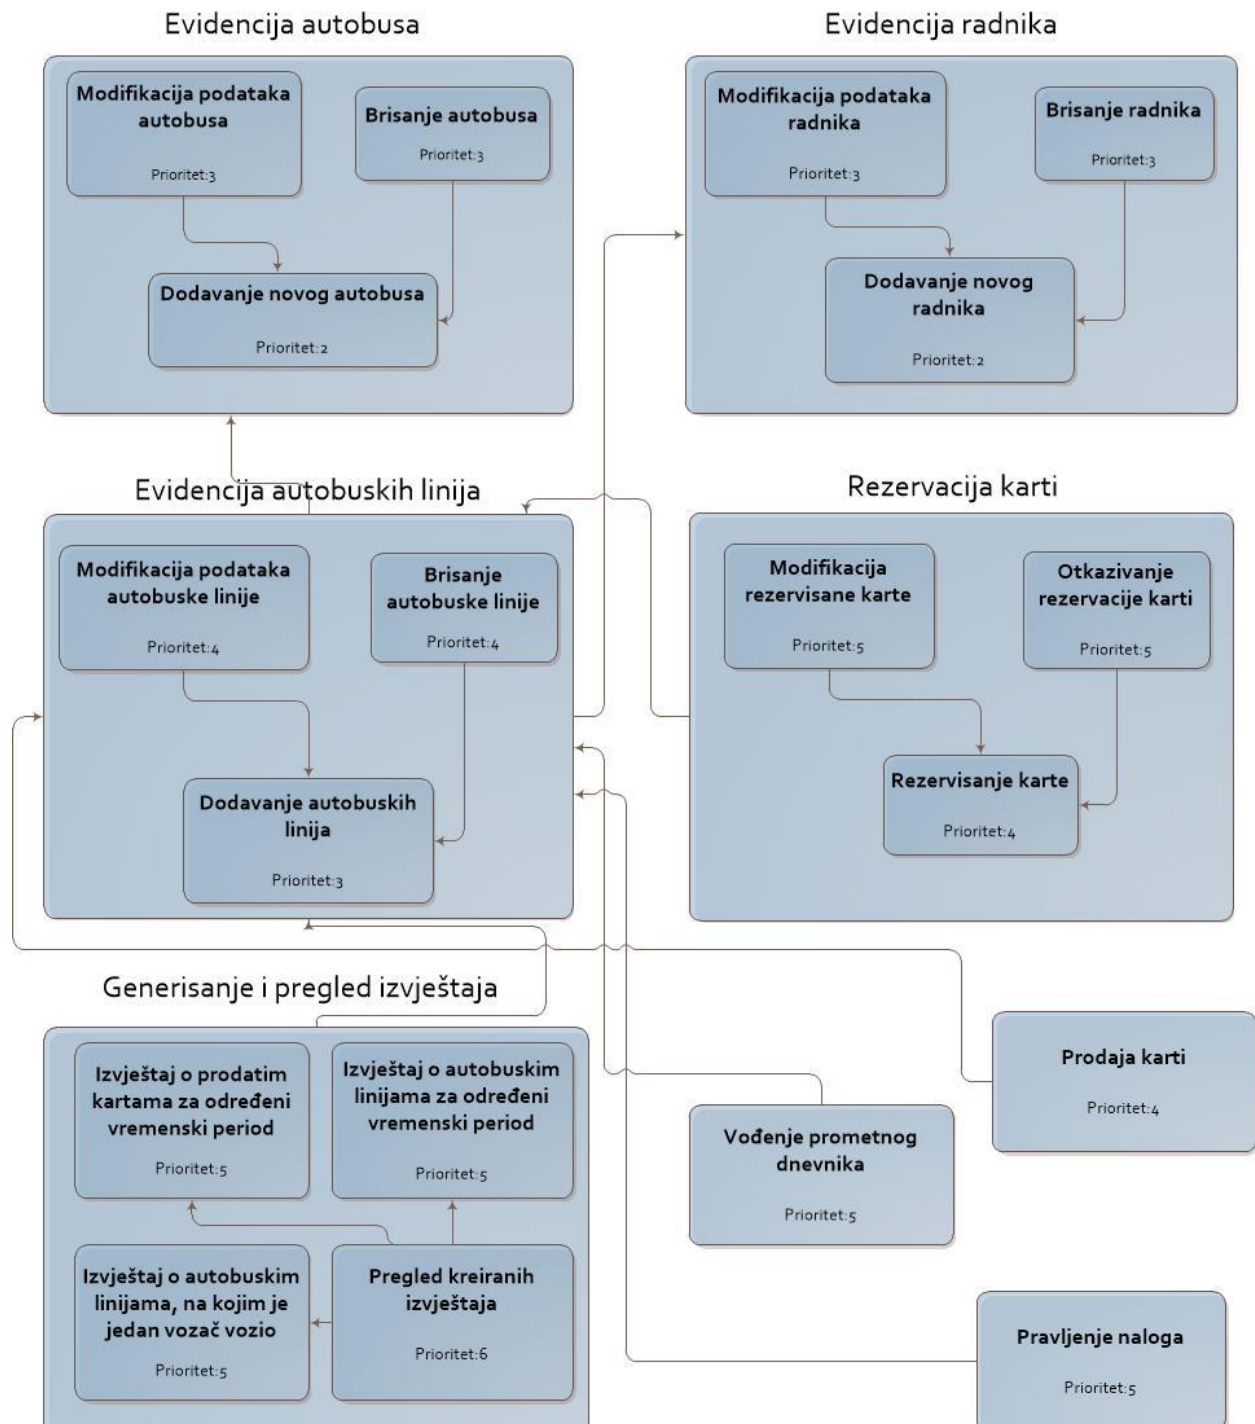 Evidencija autobusa
Modifikacija podataka
autobusa
Prioritet:3
Brisanje autobusa
Prioritet:3
Dodavanje novog autobusa
Prioritet:2
Evidencija radnika
Modifikacija podataka
radnika
Prioritet:3
Brisanje radnika
Prioritet:3
Dodavanje novog
radnika
Prioritet:2
Evidencija autobuskih linija
Modifikacija podataka
autobuske linije
Prioritet:4
Brisanje
autobuske linije
Prioritet:4
Dodavanje autobuskih
linija
Prioritet:3
Rezervacija karti
Modifikacija
rezervisane karte
Prioritet:5
Otkazivanje
rezervacije karti
Prioritet:5
Rezervisanje karte
Prioritet:4
Generisanje i pregled izvještaja
Izvještaj o prodatim
kartama za određeni
vremenski period
Prioritet:5
Izvještaj o autobuskim
linijama za određeni
vremenski period
Prioritet:5
Izvještaj o autobuskim
linijama, na kojim je
jedan vozač vozio
Prioritet:5
Pregled kreiranih
izvještaja
Prioritet:6
Vođenje prometnog
dnevnika
Prioritet:5
Prodaja karti
Prioritet:4
Pravljenje naloga
Prioritet:5